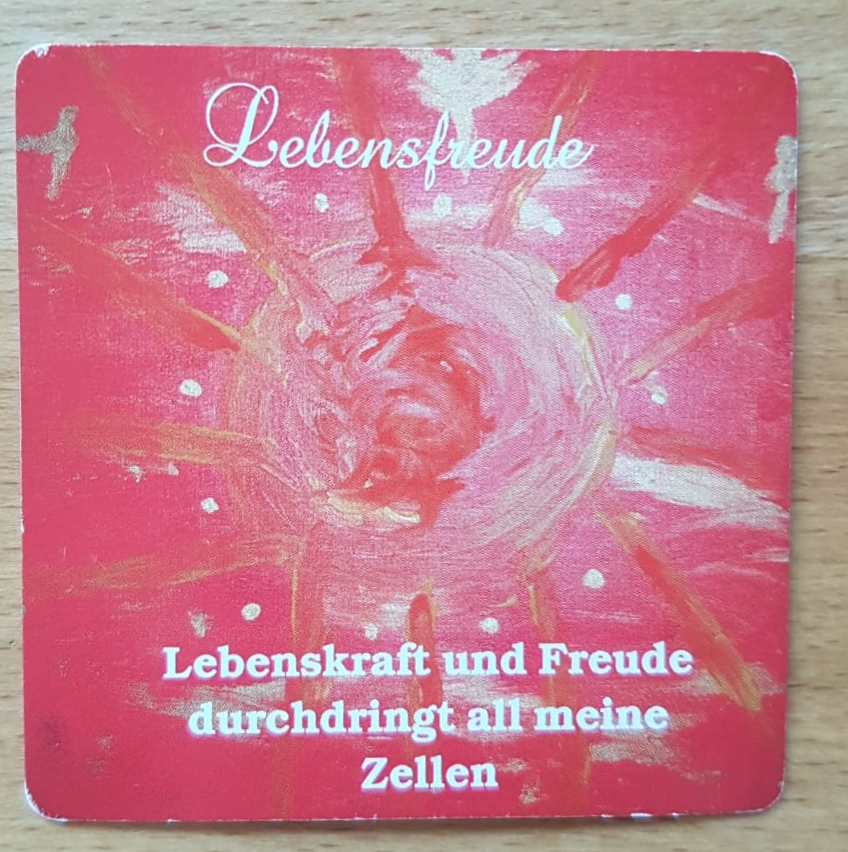 Lebensfreude
Lebenskraft und Freude
durchdringt all meine
Zellen